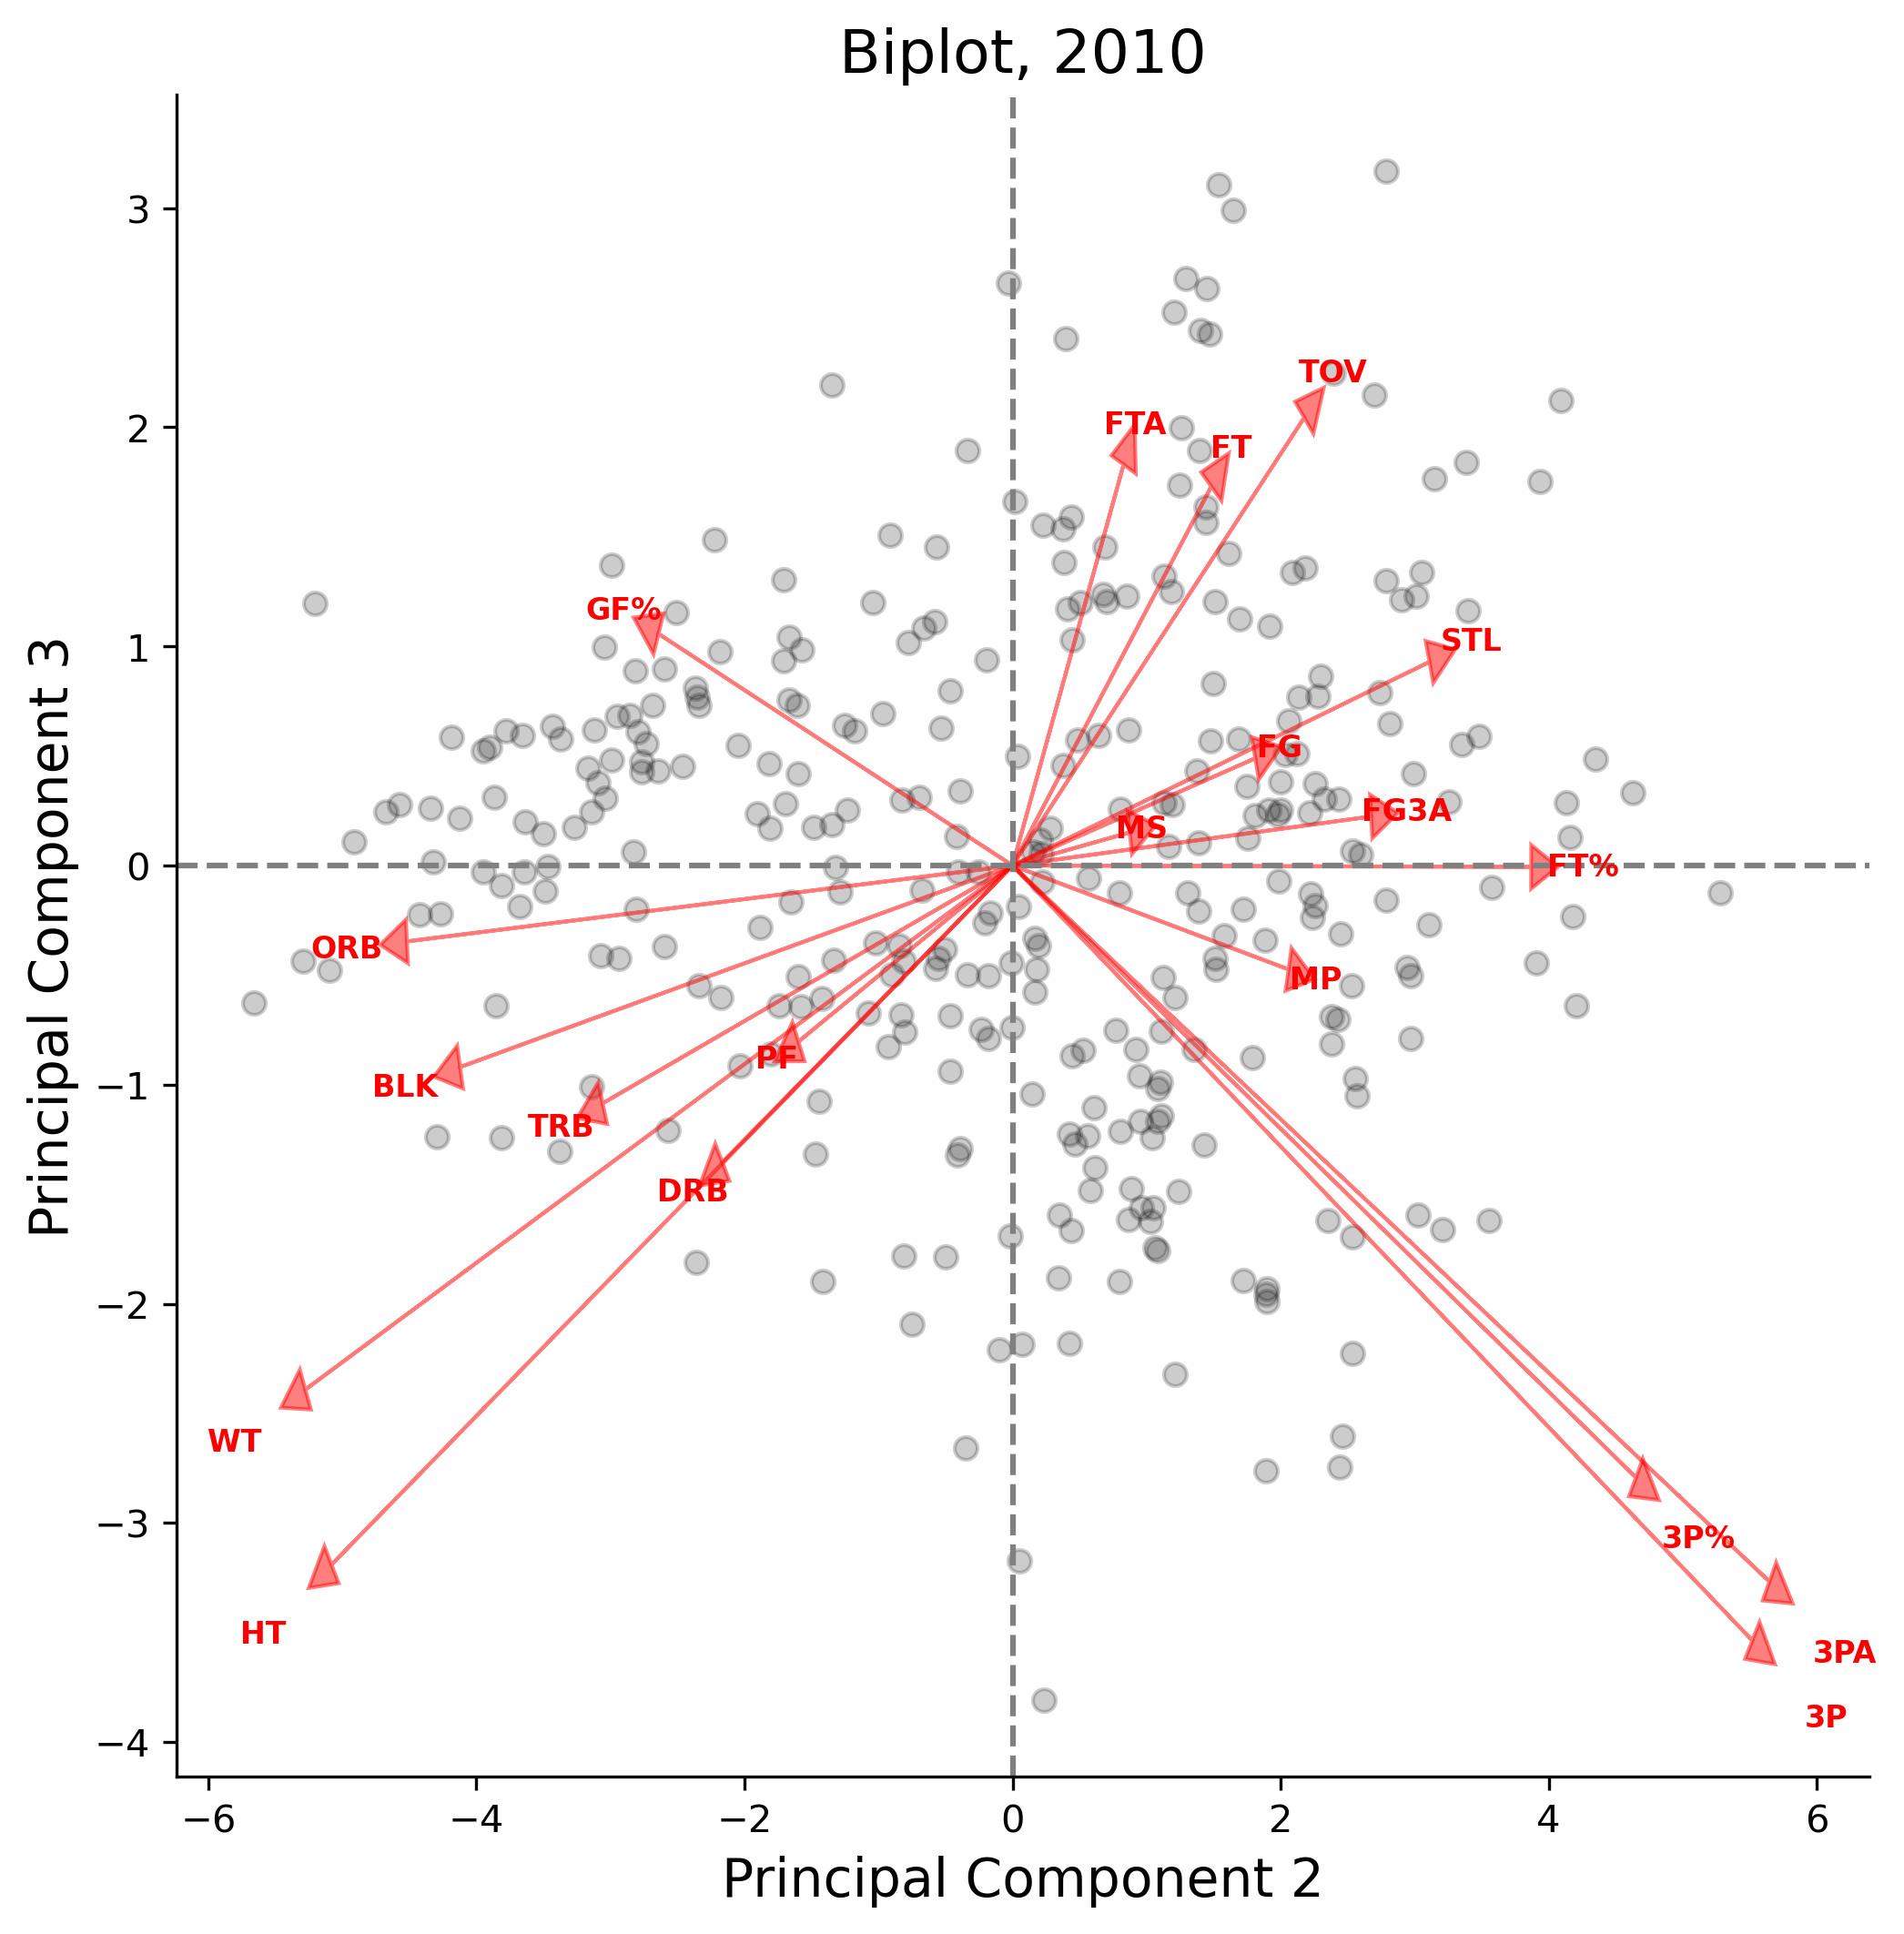 Biplot, 2010
Principal Component 3
3
2
1
0
−1
−2
−3
−4
TOV
FTA
FT
GF%
STL
FG
FG3A
MS
FT%
ORB
MP
PF
BLK
TRB
DRB
WT
3P%
HT
3PA
3P
−6
−4
−2
0
2
4
6
Principal Component 2